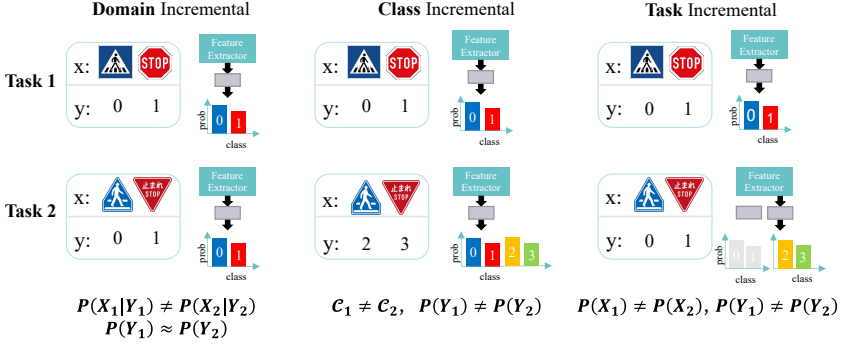 Domain Incremental
Class Incremental
Task Incremental
Task 1
x:
STOP
y: 0 1
Feature
Extractor
prob
0 1
class
x:
STOP
y: 0 1
Feature
Extractor
prob
0 1
class
x:
STOP
y: 0 1
Feature
Extractor
prob
0 1
class
Task 2
x:
止まれ
STOP
y: 0 1
Feature
Extractor
prob
0 1
class
x:
止まれ
STOP
y: 2 3
Feature
Extractor
prob
0 1 2 3
class
x:
止まれ
STOP
y: 0 1
Feature
Extractor
prob
0 1
class
2 3
class
P(X₁|Y₁) ≠ P(X₂|Y₂)
P(Y₁) ≈ P(Y₂)
C₁ ≠ C₂, P(Y₁) ≠ P(Y₂)
P(X₁) ≠ P(X₂), P(Y₁) ≠ P(Y₂)